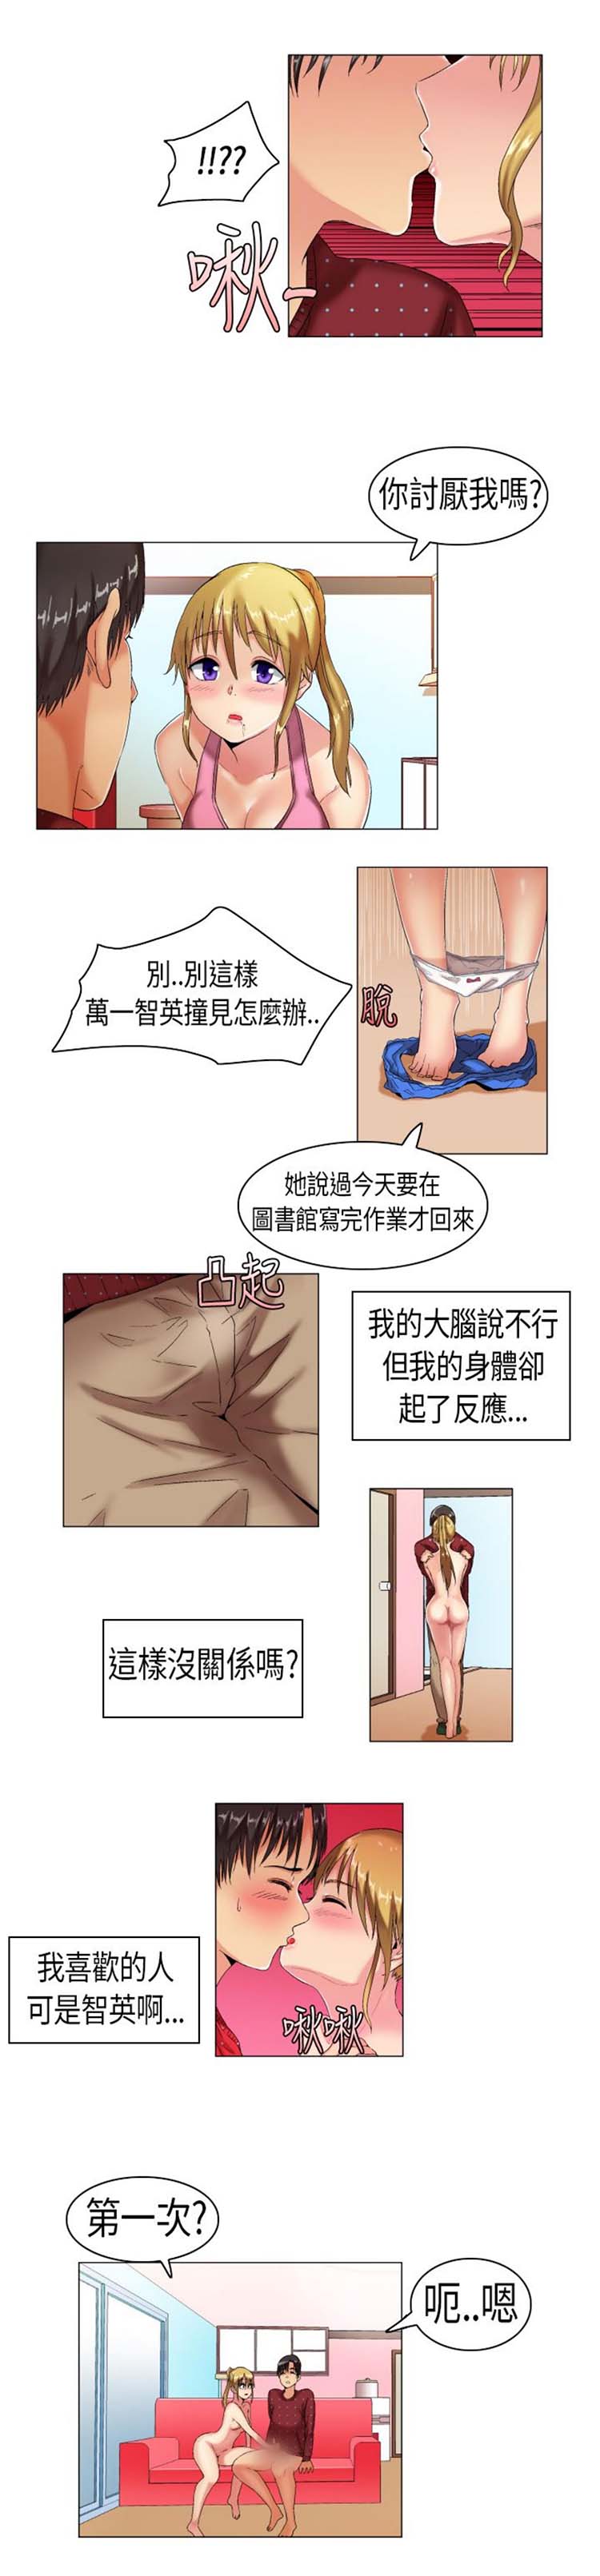 !!??
啾-
你討厭我嗎?
別..別這樣
萬一智英撞見怎麼辦..
脫
她說過今天要在
圖書館寫完作業才回來
凸起
我的大腦說不行
但我的身體卻
起了反應...
這樣沒關係嗎?
我喜歡的人
可是智英啊...
啾啾
第一次?
呃..嗯